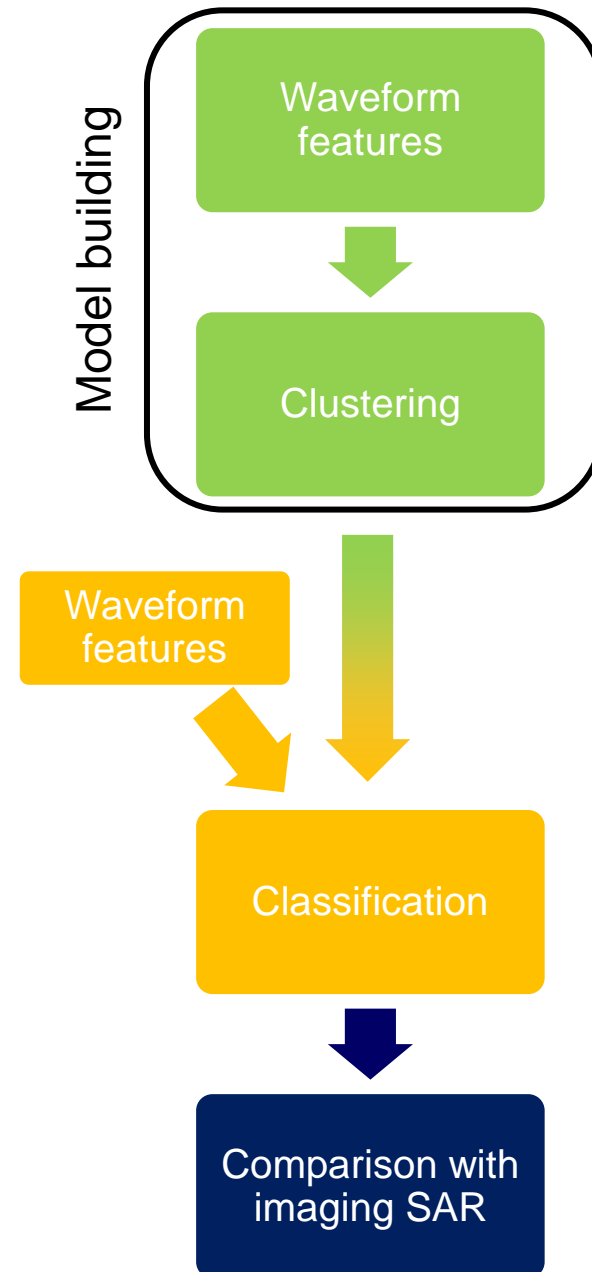 Model building
Waveform
features
Clustering
Waveform
features
Classification
Comparison with
imaging SAR